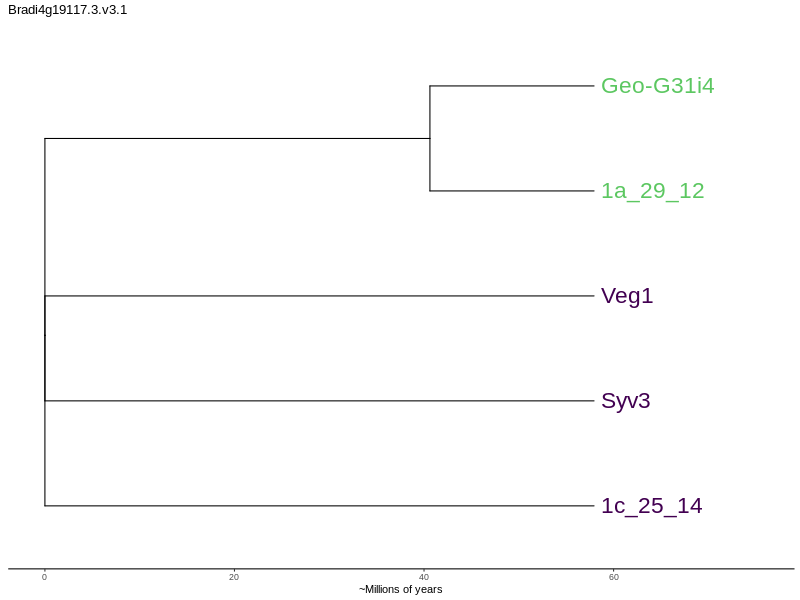 Bradi4g19117.3.v3.1
Geo-G31i4
1a_29_12
Veg1
Syv3
1c_25_14
0 20 40 60
~Millions of years